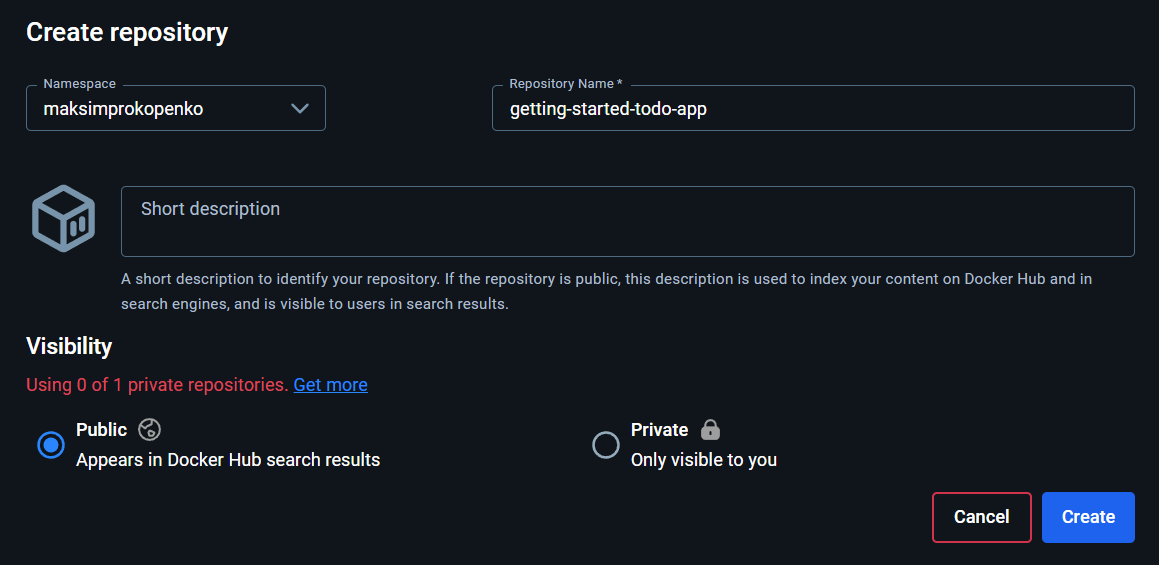 Create repository
Namespace
maksimprokopenko
Repository Name *
getting-started-todo-app
Short description
A short description to identify your repository. If the repository is public, this description is used to index your content on Docker Hub and in
search engines, and is visible to users in search results.
Visibility
Using 0 of 1 private repositories. Get more
Public
Appears in Docker Hub search results
Private
Only visible to you
Cancel
Create